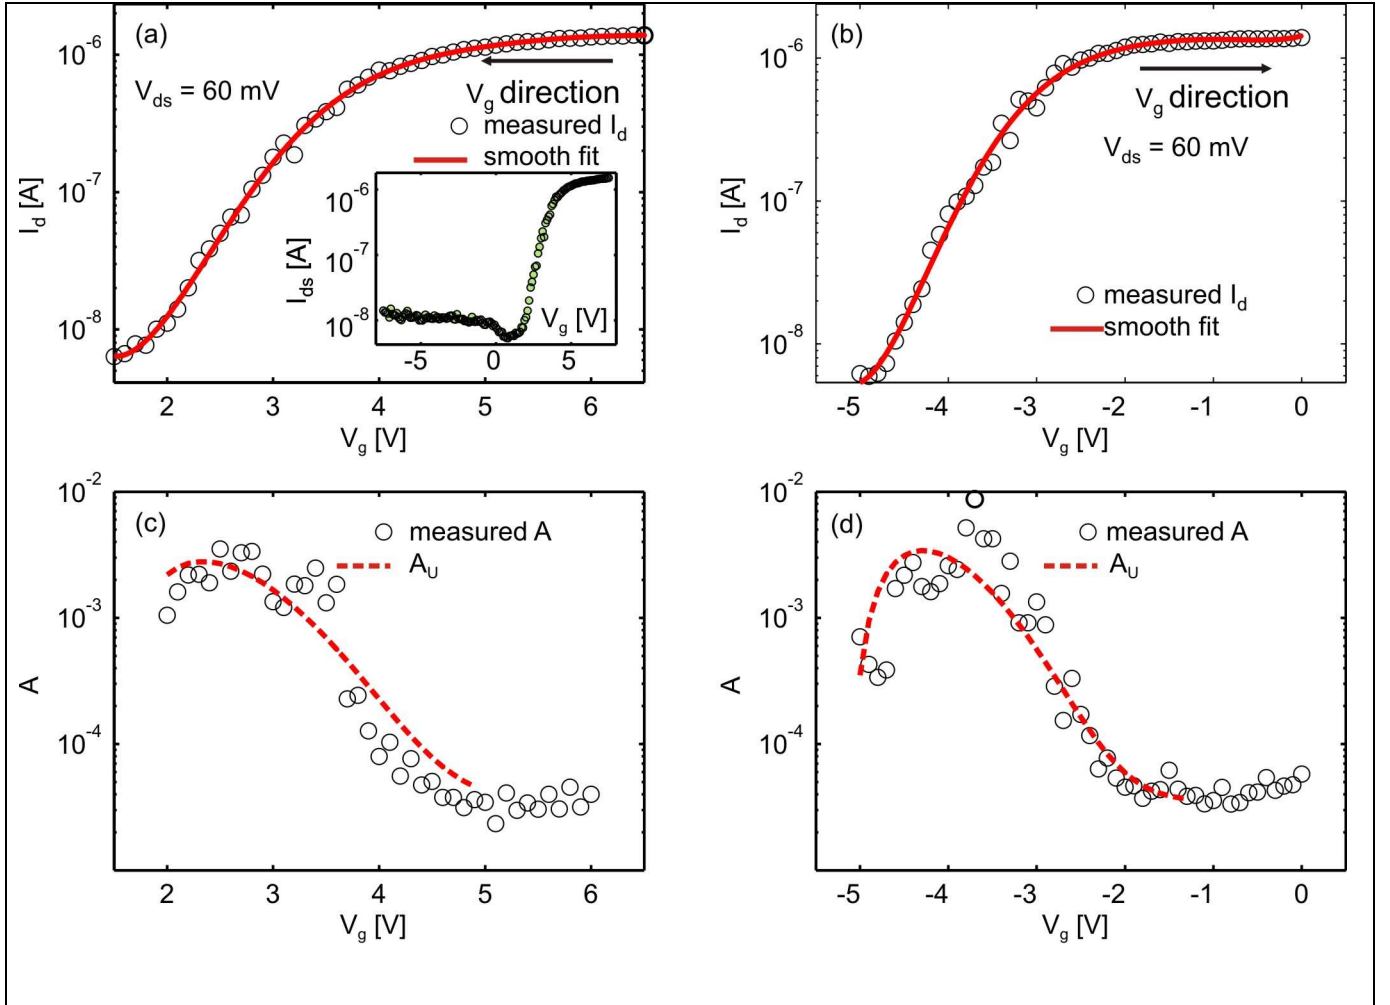 (a)
10⁻⁶
10⁻⁷
10⁻⁸
I_d [A]
V_ds = 60 mV
V_g direction
measured I_d
smooth fit
10⁻⁶
10⁻⁷
10⁻⁸
I_ds [A]
V_g [V]
-5 0 5
2 3 4 5 6
V_g [V]
(b)
10⁻⁶
10⁻⁷
10⁻⁸
I_d [A]
V_g direction
V_ds = 60 mV
measured I_d
smooth fit
-5 -4 -3 -2 -1 0
V_g [V]
(c)
10⁻²
10⁻³
10⁻⁴
A
measured A
A_U
2 3 4 5 6
V_g [V]
(d)
10⁻²
10⁻³
10⁻⁴
A
measured A
A_U
-5 -4 -3 -2 -1 0
V_g [V]